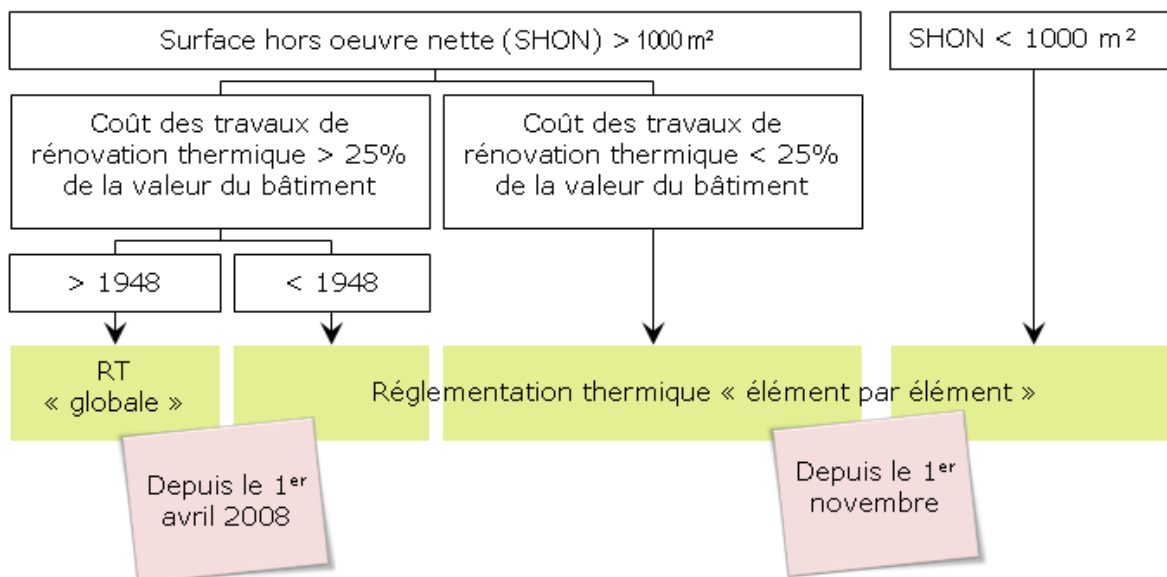 Surface hors oeuvre nette (SHON) > 1000 m²
SHON < 1000 m²
Coût des travaux de
rénovation thermique > 25%
de la valeur du bâtiment
Coût des travaux de
rénovation thermique < 25%
de la valeur du bâtiment
> 1948
< 1948
RT
« globale »
Réglementation thermique « élément par élément »
Depuis le 1er
avril 2008
Depuis le 1er
novembre